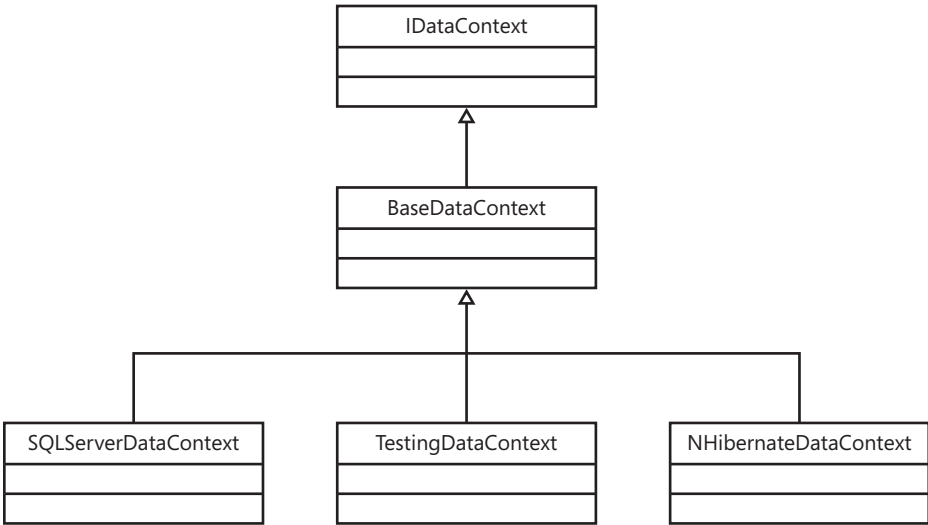 IDataContext
BaseDataContext
SQLServerDataContext
TestingDataContext
NHibernateDataContext